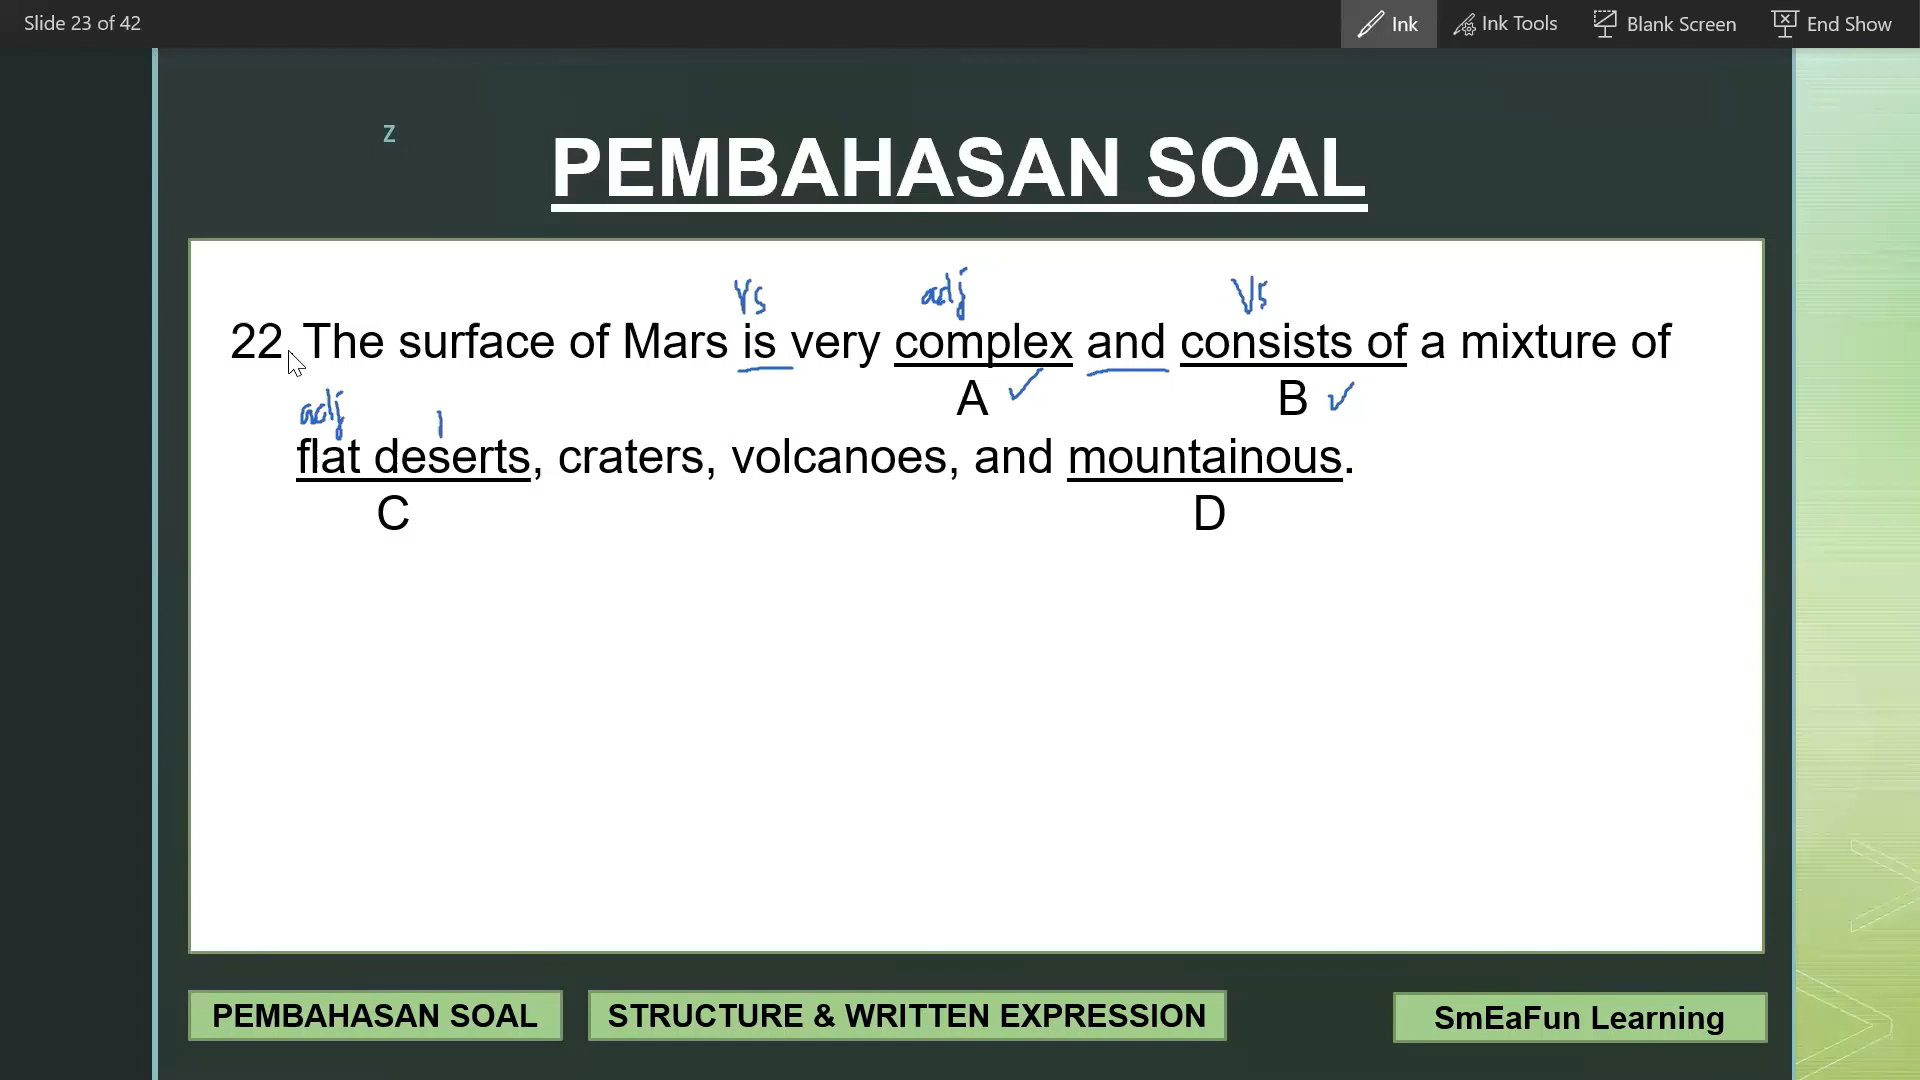 Slide 23 of 42
Ink
Ink Tools
Blank Screen
End Show
z
PEMBAHASAN SOAL
Vs adj Vs
22. The surface of Mars is very complex and consists of a mixture of
A ✓ B ✓
adj
flat deserts, craters, volcanoes, and mountainous.
C D
PEMBAHASAN SOAL
STRUCTURE & WRITTEN EXPRESSION
SmEaFun Learning